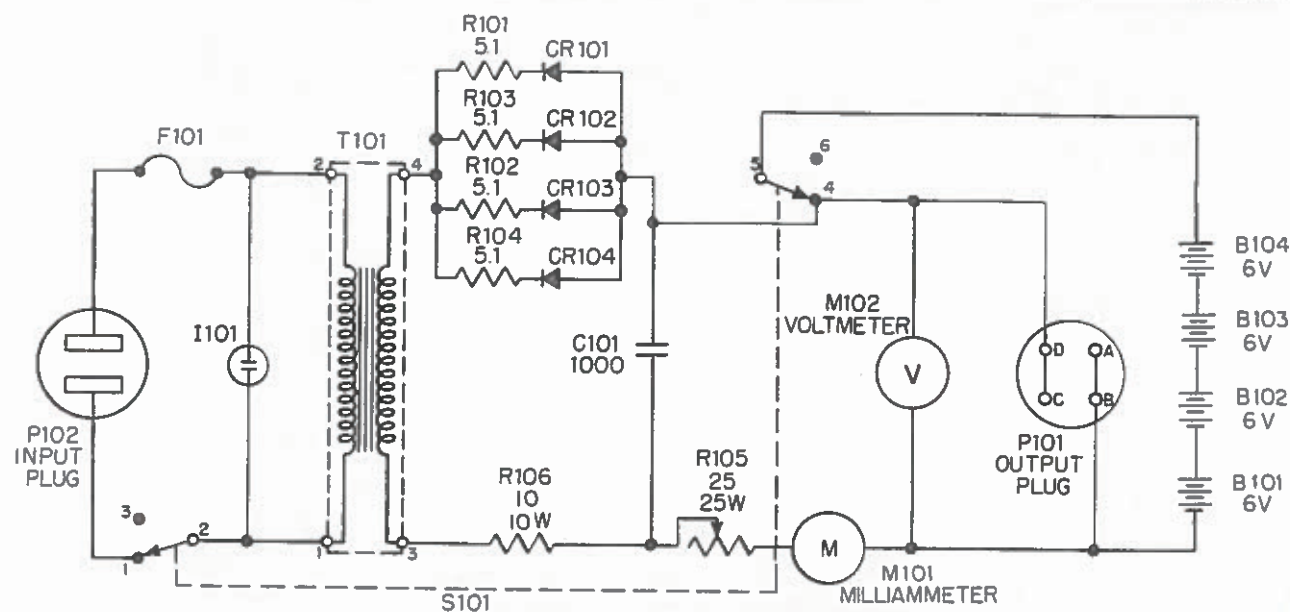 R101
5.1
CR101
R103
5.1
CR102
R102
5.1
CR103
R104
5.1
CR104
F101
T101
2
4
6
5
4
B104
6V
M102
VOLTMETER
V
B103
6V
I101
C101
1000
D
A
C
B
B102
6V
P102
INPUT
PLUG
P101
OUTPUT
PLUG
R106
10
10W
R105
25
25W
B101
6V
3
2
1
1
3
M
M101
MILLIAMMETER
S101